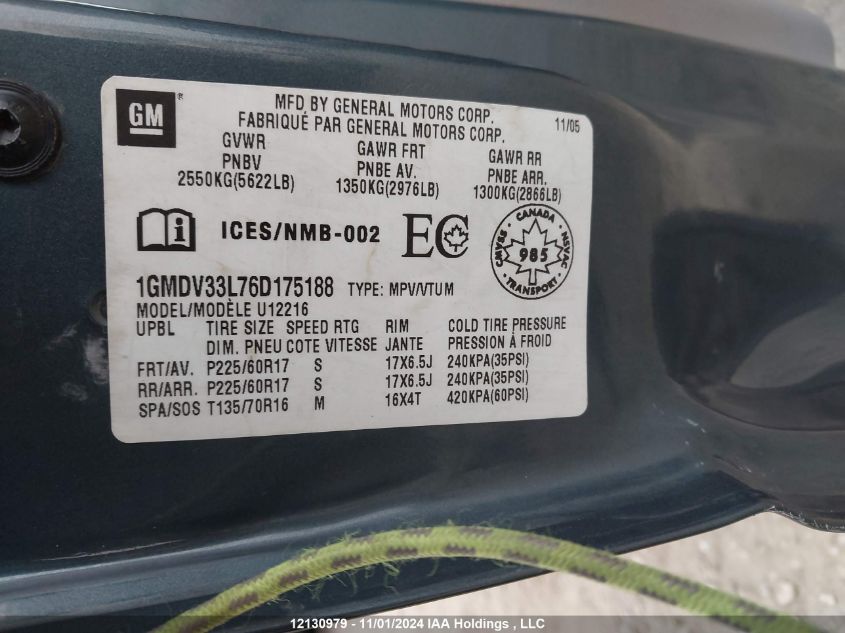 GM ®
MFD BY GENERAL MOTORS CORP.
FABRIQUÉ PAR GENERAL MOTORS CORP.
11/05
GVWR GAWR FRT GAWR RR
PNBV PNBE AV. PNBE ARR.
2550KG(5622LB) 1350KG(2976LB) 1300KG(2866LB)
i ICES/NMB-002 EC
CANADA
CMVSS 985 NSVAC
TRANSPORT
1GMDV33L76D175188 TYPE: MPV/VTUM
MODEL/MODÈLE U12216
UPBL TIRE SIZE SPEED RTG RIM COLD TIRE PRESSURE
DIM. PNEU COTE VITESSE JANTE PRESSION À FROID
FRT/AV. P225/60R17 S 17X6.5J 240KPA(35PSI)
RR/ARR. P225/60R17 S 17X6.5J 240KPA(35PSI)
SPA/SOS T135/70R16 M 16X4T 420KPA(60PSI)
12130979 - 11/01/2024 IAA Holdings , LLC